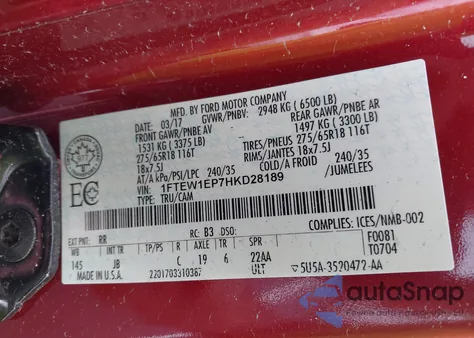 MFD. BY FORD MOTOR COMPANY
DATE: 03/17 GVWR/PNBV: 2948 KG (6500 LB)
FRONT GAWR/PNBE AV REAR GAWR/PNBE AR
1531 KG (3375 LB) 1497 KG (3300 LB)
275/65R18 116T TIRES/PNEUS 275/65R18 116T
18x7.5J RIMS/JANTES 18x7.5J
AT/A kPa/PSI/LPC 240/35 COLD/A FROID 240/35
VIN: 1FTEW1EP7HKD28189 /JUMELEES
TYPE: TRU/CAM
EC
COMPLIES: ICES/NMB-002
EXT PNT: RR RC: B3 DSO: F0081
WB INT TR TP/PS R AXLE TR SPR T0704
145 JB C 19 6 22AA
MADE IN U.S.A. ULT 5U5A-3520472-AA
autoSnap